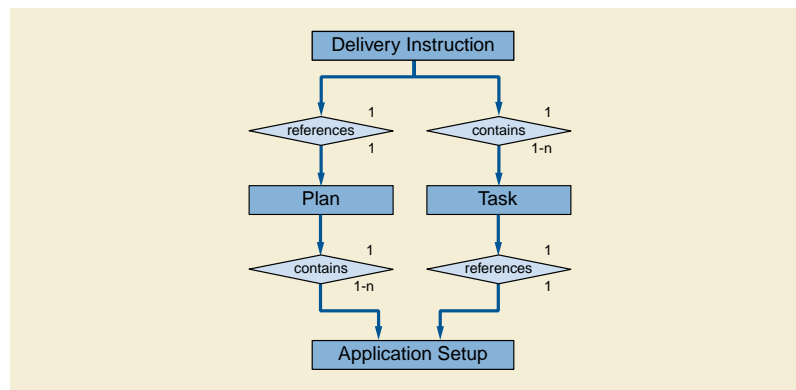 Delivery Instruction
1
1
references
contains
1
1-n
Plan
Task
1
1
contains
references
1-n
1
Application Setup